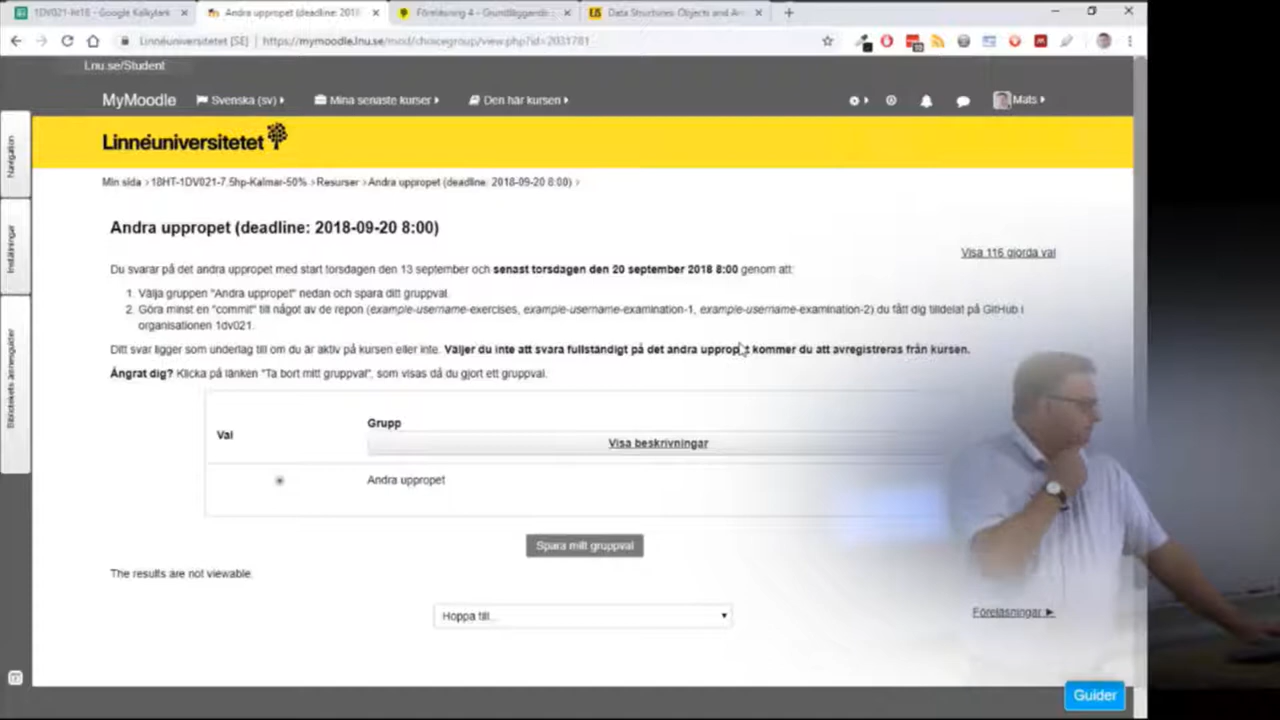 1DV021-ht18 - Google Kalkylark
Andra uppropet (deadline: 2018
Föreläsning 4 - Grundläggande
Data Structures: Objects and Arr
Linnéuniversitetet [SE] | https://mymoodle.lnu.se/mod/choicegroup/view.php?id=2031781
Lnu.se/Student
MyMoodle
Svenska (sv)
Mina senaste kurser
Den här kursen
Mats
Navigation
Inställningar
Bibliotekets ämnesguider
Linnéuniversitetet
Min sida › 18HT-1DV021-7.5hp-Kalmar-50% › Resurser › Andra uppropet (deadline: 2018-09-20 8:00) ›
Andra uppropet (deadline: 2018-09-20 8:00)
Visa 116 gjorda val
Du svarar på det andra uppropet med start torsdagen den 13 september och senast torsdagen den 20 september 2018 8:00 genom att:
1. Välja gruppen "Andra uppropet" nedan och spara ditt gruppval.
2. Göra minst en "commit" till något av de repon (example-username-exercises, example-username-examination-1, example-username-examination-2) du fått dig tilldelat på GitHub i
organisationen 1dv021.
Ditt svar ligger som underlag till om du är aktiv på kursen eller inte. Väljer du inte att svara fullständigt på det andra uppropet kommer du att avregistreras från kursen.
Ångrat dig? Klicka på länken "Ta bort mitt gruppval", som visas då du gjort ett gruppval.
Val
Grupp
Visa beskrivningar
Andra uppropet
Spara mitt gruppval
The results are not viewable.
Hoppa till...
Föreläsningar ►
Guider